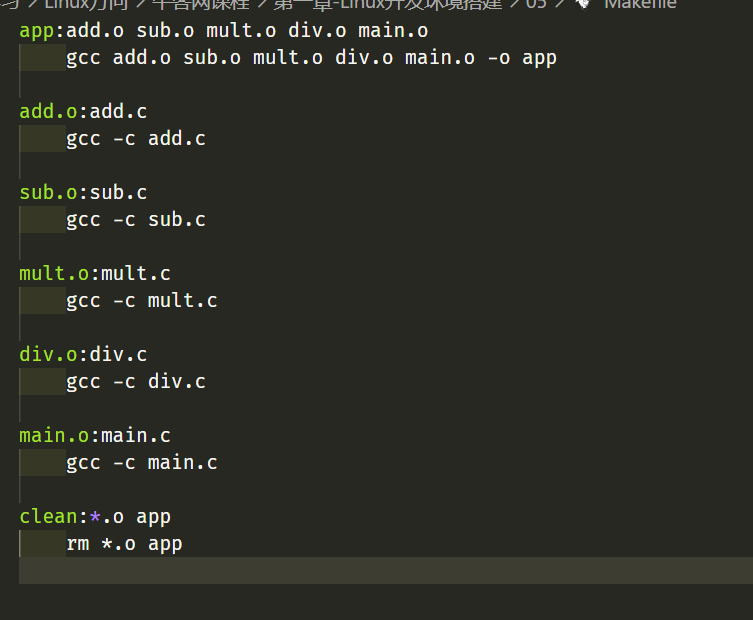 习 > Linux方向 > 牛客网课程 > 第一章-Linux开发环境搭建 > 05 > Makefile
app:add.o sub.o mult.o div.o main.o
gcc add.o sub.o mult.o div.o main.o -o app
add.o:add.c
gcc -c add.c
sub.o:sub.c
gcc -c sub.c
mult.o:mult.c
gcc -c mult.c
div.o:div.c
gcc -c div.c
main.o:main.c
gcc -c main.c
clean:*.o app
rm *.o app